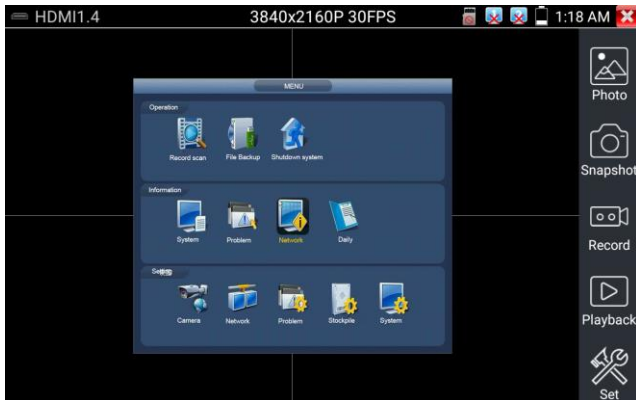 HDMI1.4 3840x2160P 30FPS 1:18 AM
MENU
Operation
Record scan File Backup Shutdown system
Information
System Problem Network Daily
Setting
Camera Network Problem Stockpile System
Photo
Snapshot
Record
Playback
Set